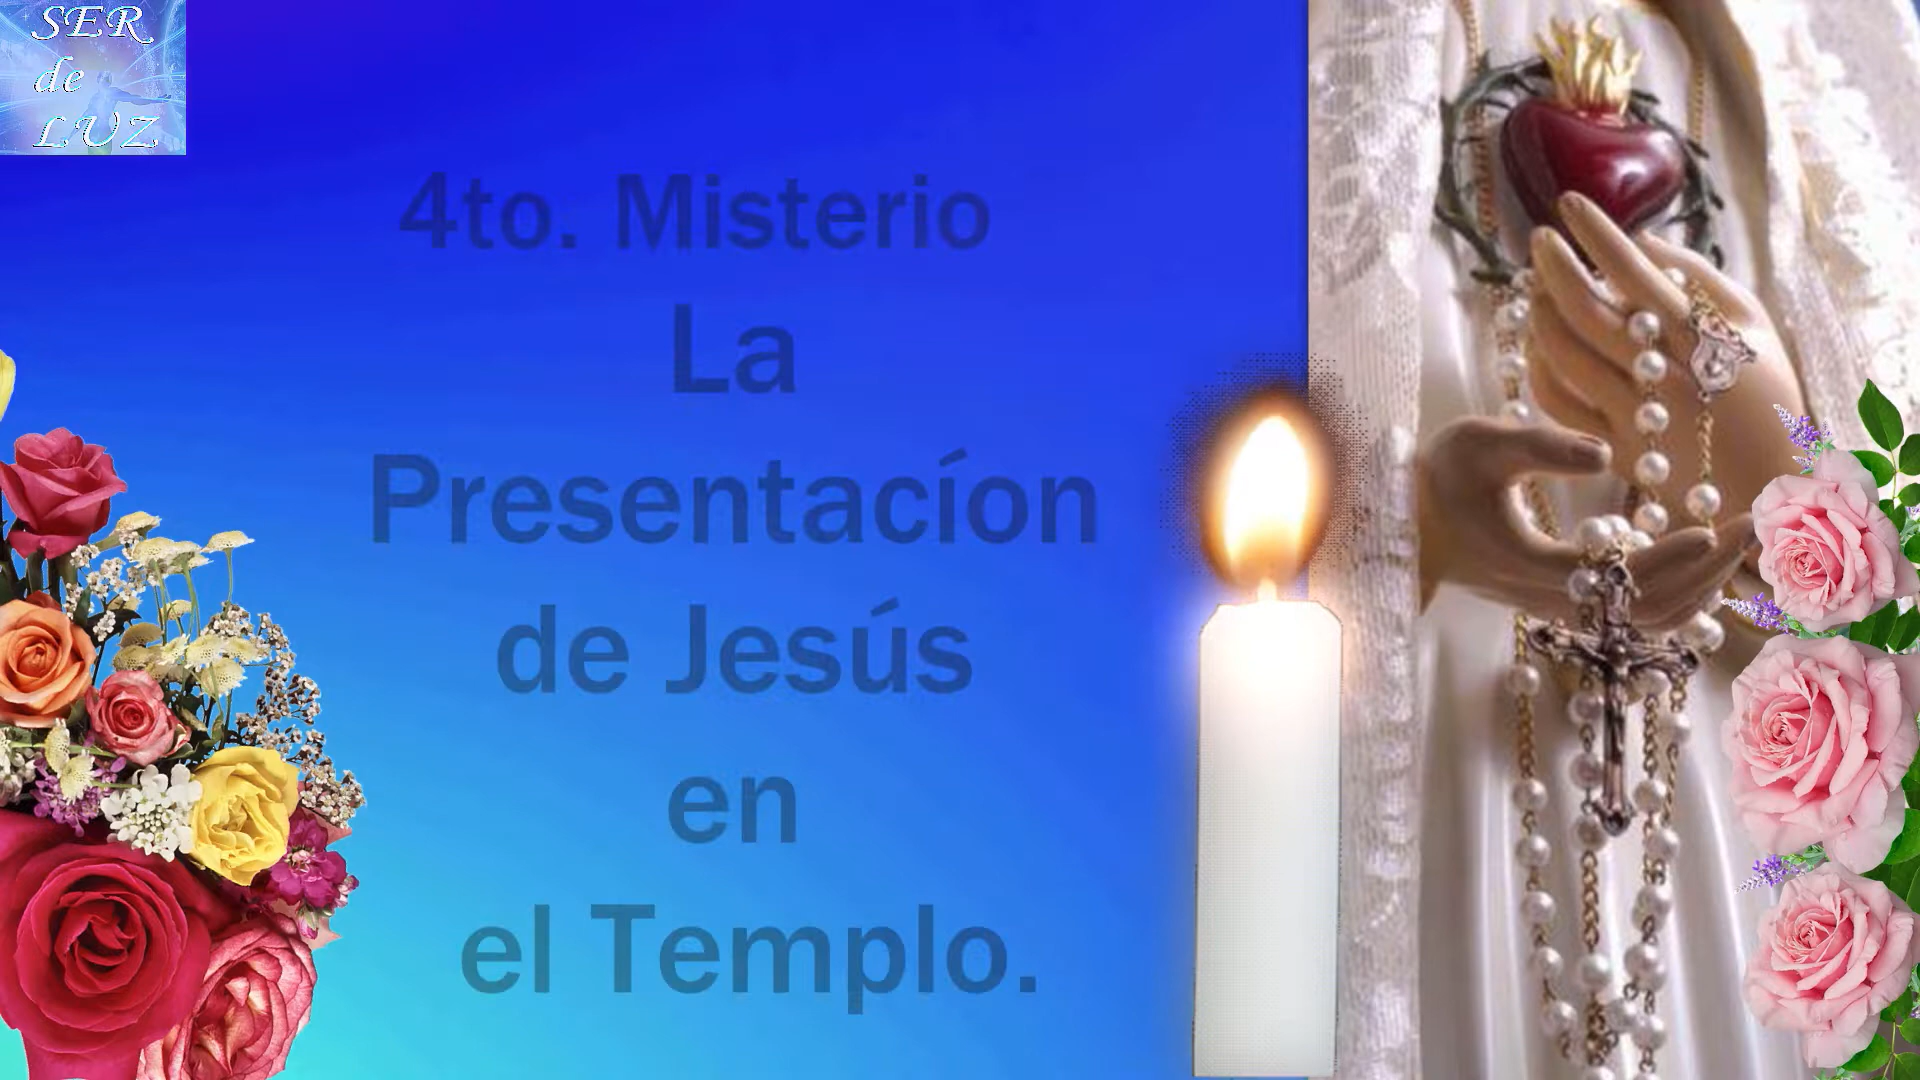 SER
de
LUZ
4to. Misterio
La
Presentacíon
de Jesús
en
el Templo.